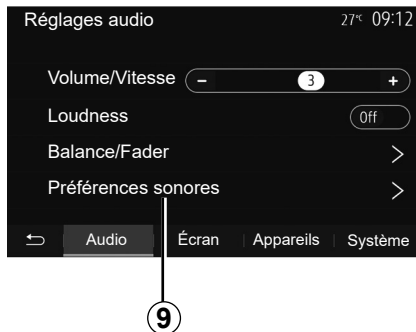 Réglages audio 27°C 09:12
Volume/Vitesse - 3 +
Loudness Off
Balance/Fader >
Préférences sonores >
Audio Écran Appareils Système
9